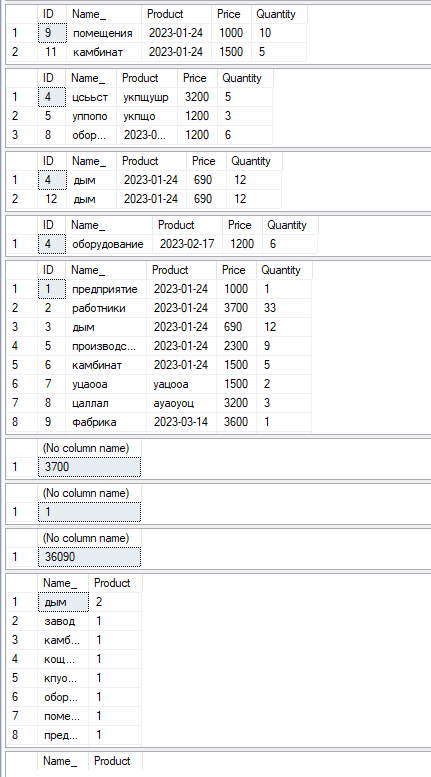 ID Name_ Product Price Quantity
1 9 помещения 2023-01-24 1000 10
2 11 камбинат 2023-01-24 1500 5
ID Name_ Product Price Quantity
1 4 цсььст укпщушр 3200 5
2 5 уппопо укпщо 1200 3
3 8 обор... 2023-0... 1200 6
ID Name_ Product Price Quantity
1 4 дым 2023-01-24 690 12
2 12 дым 2023-01-24 690 12
ID Name_ Product Price Quantity
1 4 оборудование 2023-02-17 1200 6
ID Name_ Product Price Quantity
1 1 предприятие 2023-01-24 1000 1
2 2 работники 2023-01-24 3700 33
3 3 дым 2023-01-24 690 12
4 5 производс... 2023-01-24 2300 9
5 6 камбинат 2023-01-24 1500 5
6 7 уцаооа уацооа 1500 2
7 8 цаллал ауаоуоц 3200 3
8 9 Фабрика 2023-03-14 3600 1
(No column name)
1 3700
(No column name)
1 1
(No column name)
1 36090
Name_ Product
1 дым 2
2 завод 1
3 камб... 1
4 кощ... 1
5 кпуо... 1
6 обор... 1
7 поме... 1
8 пред... 1
Name_ Product